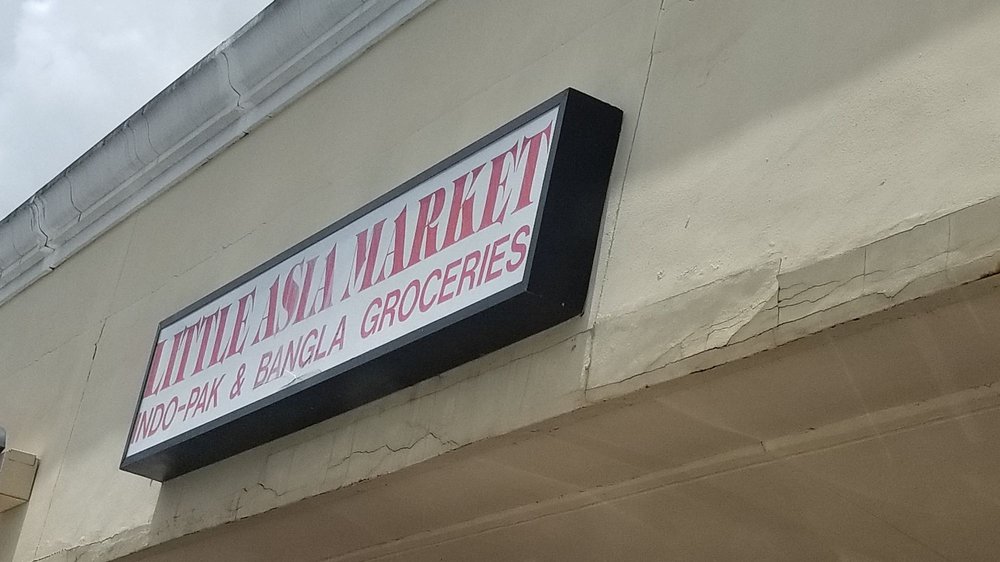 LITTLE ASIA MARKET
INDO-PAK & BANGLA GROCERIES